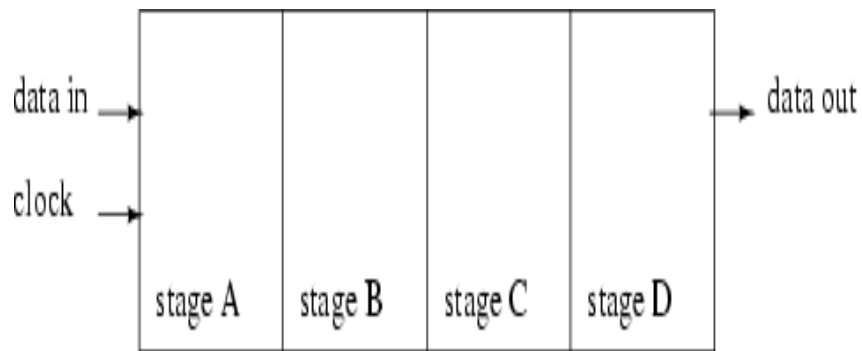 data in
data out
clock
stage A
stage B
stage C
stage D